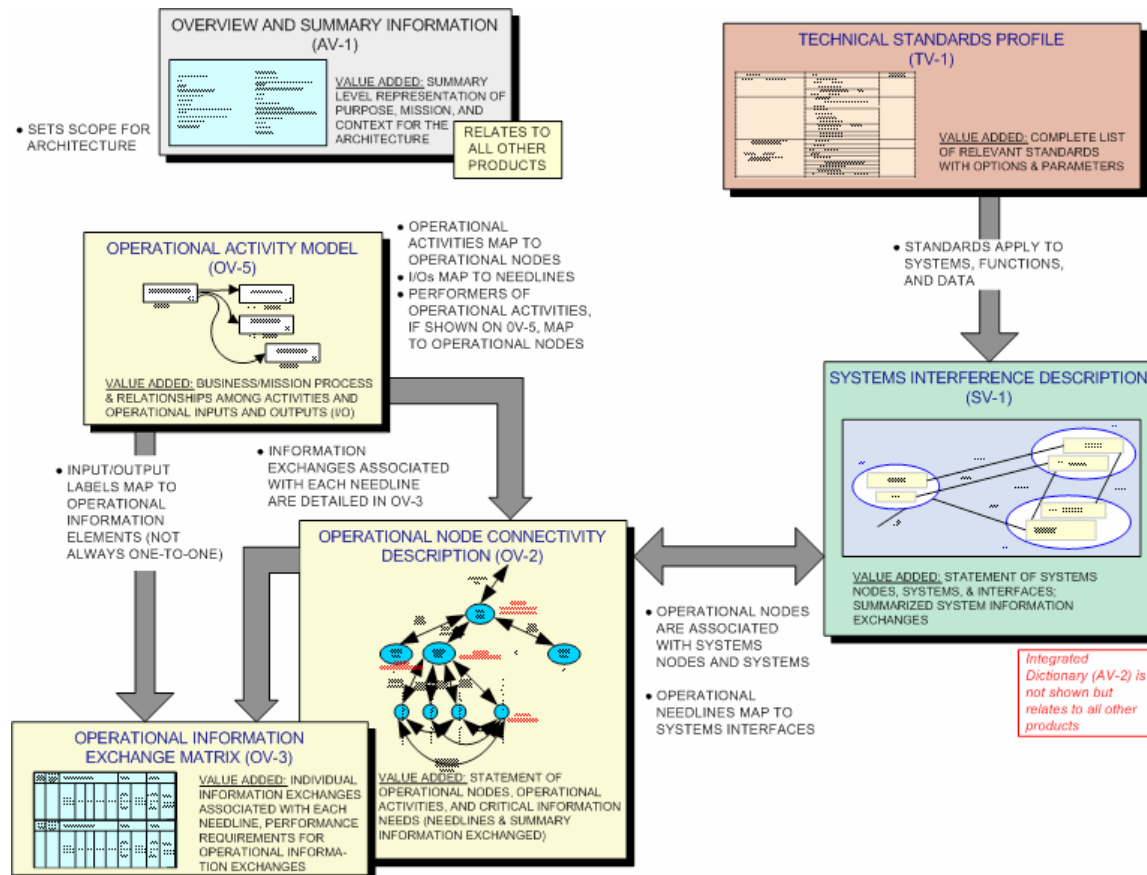 OVERVIEW AND SUMMARY INFORMATION
(AV-1)
VALUE ADDED: SUMMARY
LEVEL REPRESENTATION OF
PURPOSE, MISSION, AND
CONTEXT FOR THE
ARCHITECTURE
RELATES TO
ALL OTHER
PRODUCTS
• SETS SCOPE FOR
ARCHITECTURE
TECHNICAL STANDARDS PROFILE
(TV-1)
VALUE ADDED: COMPLETE LIST
OF RELEVANT STANDARDS
WITH OPTIONS & PARAMETERS
• STANDARDS APPLY TO
SYSTEMS, FUNCTIONS,
AND DATA
OPERATIONAL ACTIVITY MODEL
(OV-5)
VALUE ADDED: BUSINESS/MISSION PROCESS
& RELATIONSHIPS AMONG ACTIVITIES AND
OPERATIONAL INPUTS AND OUTPUTS (I/O)
• OPERATIONAL
ACTIVITIES MAP TO
OPERATIONAL NODES
• I/Os MAP TO NEEDLINES
• PERFORMERS OF
OPERATIONAL ACTIVITIES,
IF SHOWN ON 0V-5, MAP
TO OPERATIONAL NODES
SYSTEMS INTERFERENCE DESCRIPTION
(SV-1)
VALUE ADDED: STATEMENT OF SYSTEMS
NODES, SYSTEMS, & INTERFACES;
SUMMARIZED SYSTEM INFORMATION
EXCHANGES
• INPUT/OUTPUT
LABELS MAP TO
OPERATIONAL
INFORMATION
ELEMENTS (NOT
ALWAYS ONE-TO-ONE)
• INFORMATION
EXCHANGES ASSOCIATED
WITH EACH NEEDLINE
ARE DETAILED IN OV-3
OPERATIONAL NODE CONNECTIVITY
DESCRIPTION (OV-2)
VALUE ADDED: STATEMENT OF
OPERATIONAL NODES, OPERATIONAL
ACTIVITIES, AND CRITICAL INFORMATION
NEEDS (NEEDLINES & SUMMARY
INFORMATION EXCHANGED)
• OPERATIONAL NODES
ARE ASSOCIATED
WITH SYSTEMS
NODES AND SYSTEMS
• OPERATIONAL
NEEDLINES MAP TO
SYSTEMS INTERFACES
Integrated
Dictionary (AV-2) is
not shown but
relates to all other
products
OPERATIONAL INFORMATION
EXCHANGE MATRIX (OV-3)
VALUE ADDED: INDIVIDUAL
INFORMATION EXCHANGES
ASSOCIATED WITH EACH
NEEDLINE, PERFORMANCE
REQUIREMENTS FOR
OPERATIONAL INFORMA-
TION EXCHANGES